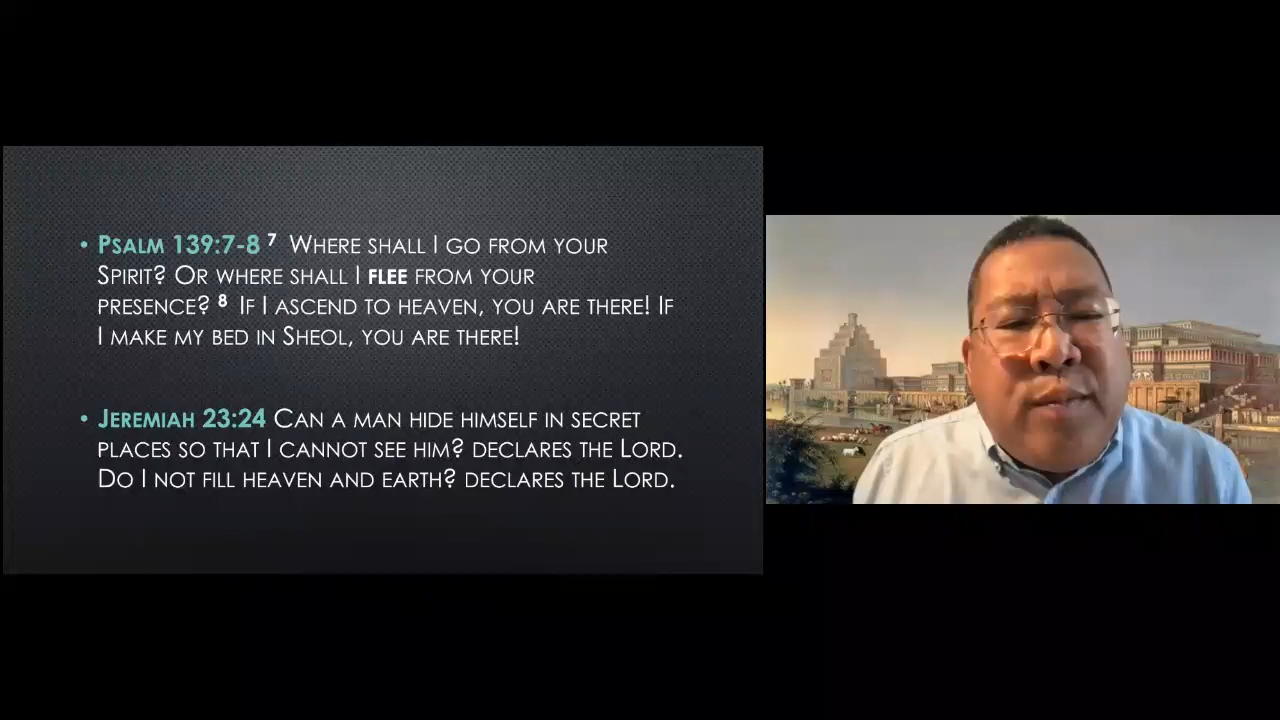 • Psalm 139:7-8 ⁷ Where shall I go from your
Spirit? Or where shall I flee from your
presence? ⁸ If I ascend to heaven, you are there! If
I make my bed in Sheol, you are there!
• Jeremiah 23:24 Can a man hide himself in secret
places so that I cannot see him? declares the Lord.
Do I not fill heaven and earth? declares the Lord.